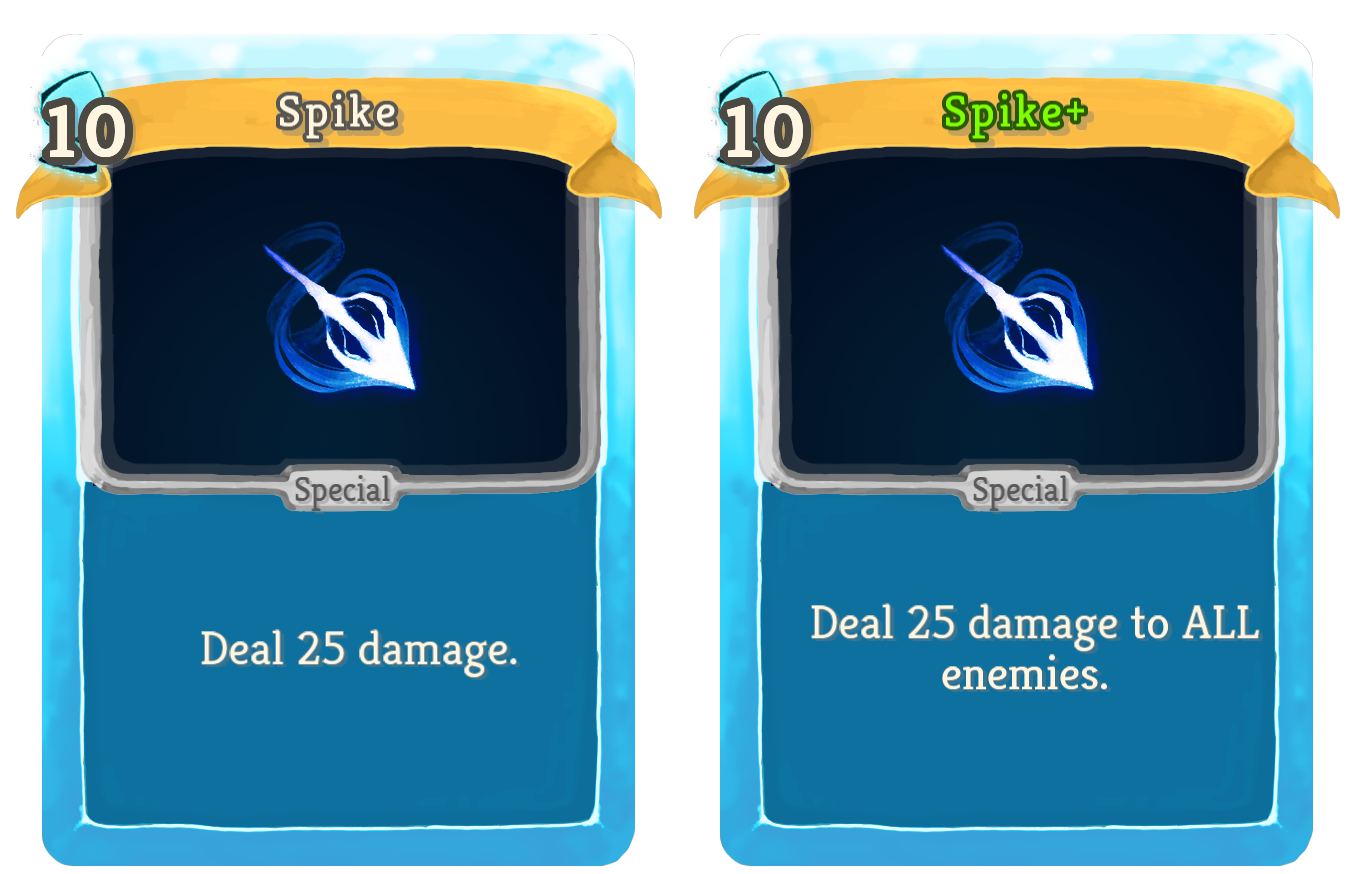 10
Spike
Special
Deal 25 damage.
10
Spike+
Special
Deal 25 damage to ALL
enemies.